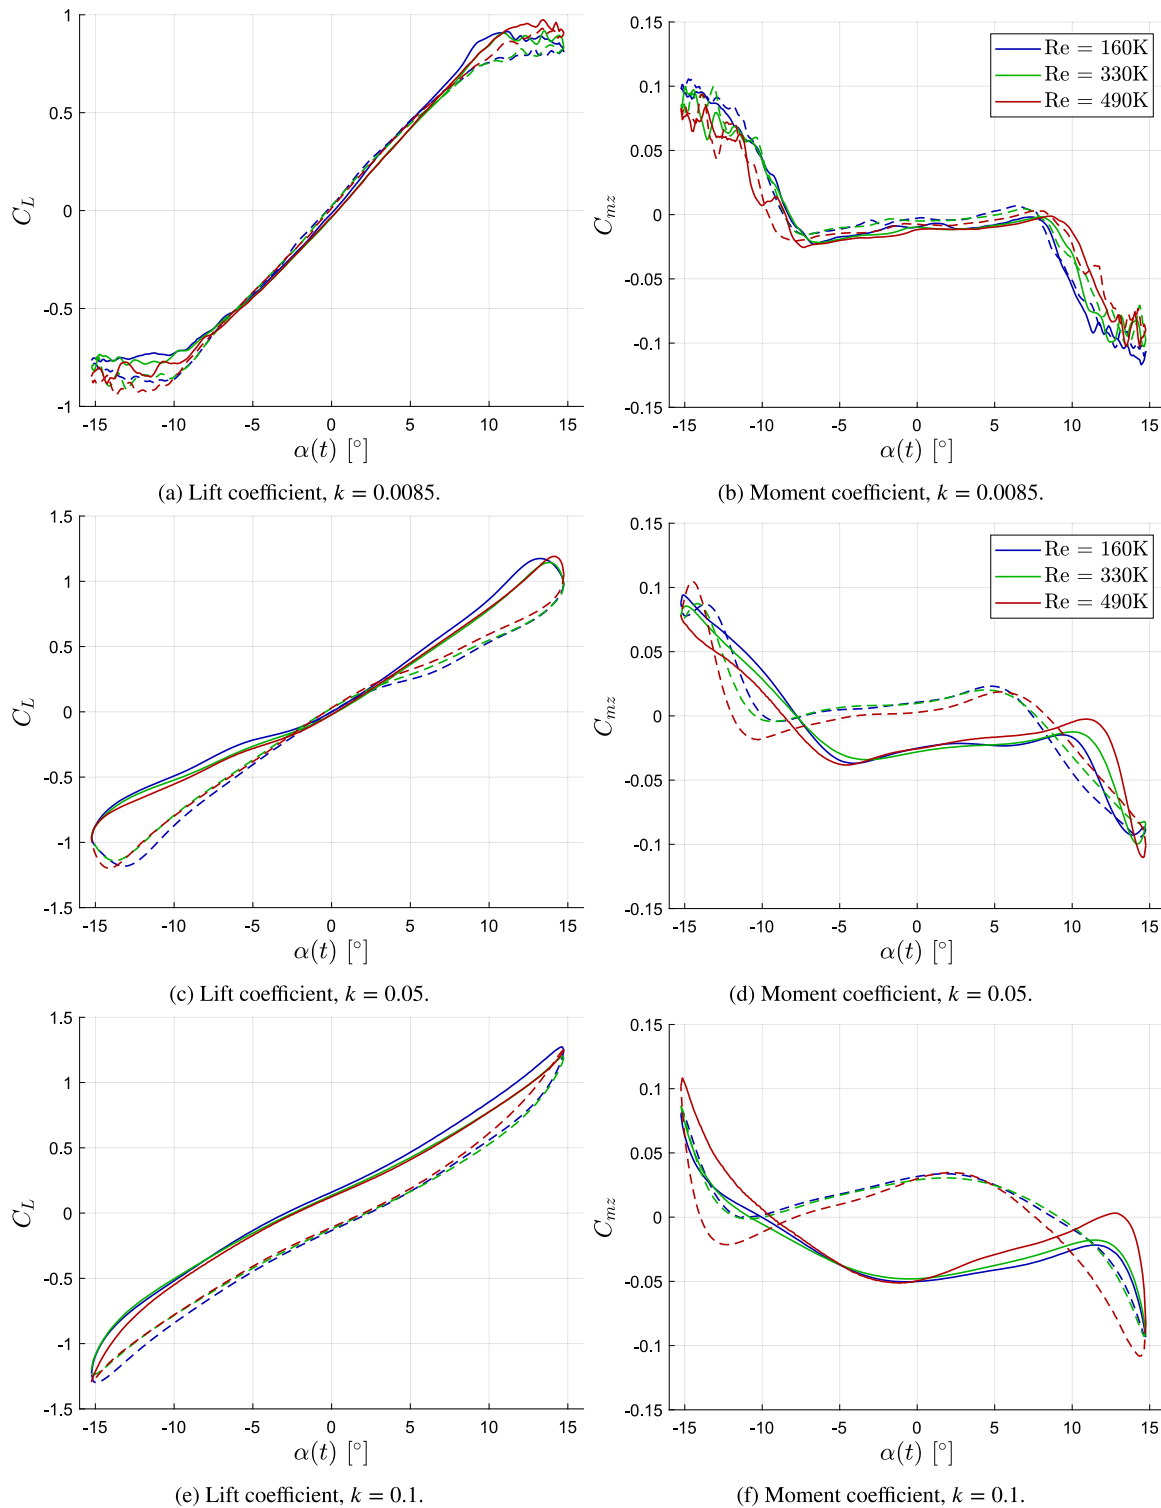 1
0.5
0
-0.5
-1
C_L
-15 -10 -5 0 5 10 15
α(t) [°]
(a) Lift coefficient, k = 0.0085.
0.15
0.1
0.05
0
-0.05
-0.1
-0.15
C_mz
Re = 160K
Re = 330K
Re = 490K
-15 -10 -5 0 5 10 15
α(t) [°]
(b) Moment coefficient, k = 0.0085.
1.5
1
0.5
0
-0.5
-1
-1.5
C_L
-15 -10 -5 0 5 10 15
α(t) [°]
(c) Lift coefficient, k = 0.05.
0.15
0.1
0.05
0
-0.05
-0.1
-0.15
C_mz
Re = 160K
Re = 330K
Re = 490K
-15 -10 -5 0 5 10 15
α(t) [°]
(d) Moment coefficient, k = 0.05.
1.5
1
0.5
0
-0.5
-1
-1.5
C_L
-15 -10 -5 0 5 10 15
α(t) [°]
(e) Lift coefficient, k = 0.1.
0.15
0.1
0.05
0
-0.05
-0.1
-0.15
C_mz
-15 -10 -5 0 5 10 15
α(t) [°]
(f) Moment coefficient, k = 0.1.